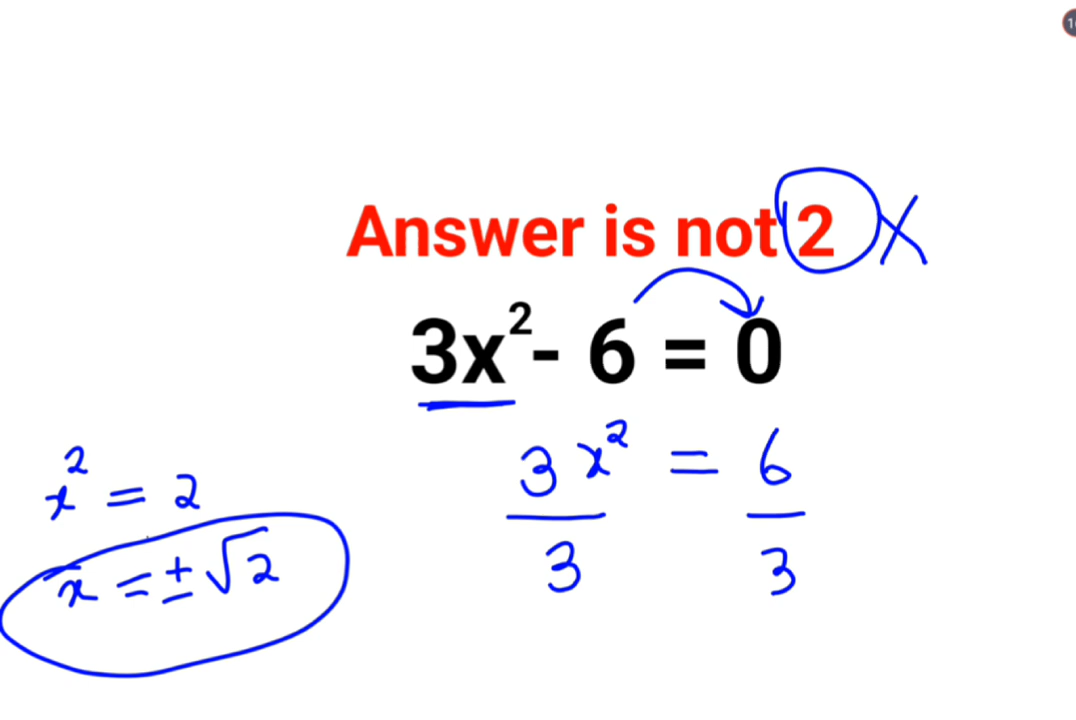 Answer is not 2 X
3x² - 6 = 0
3x² = 6
3 3
x² = 2
x = ±√2